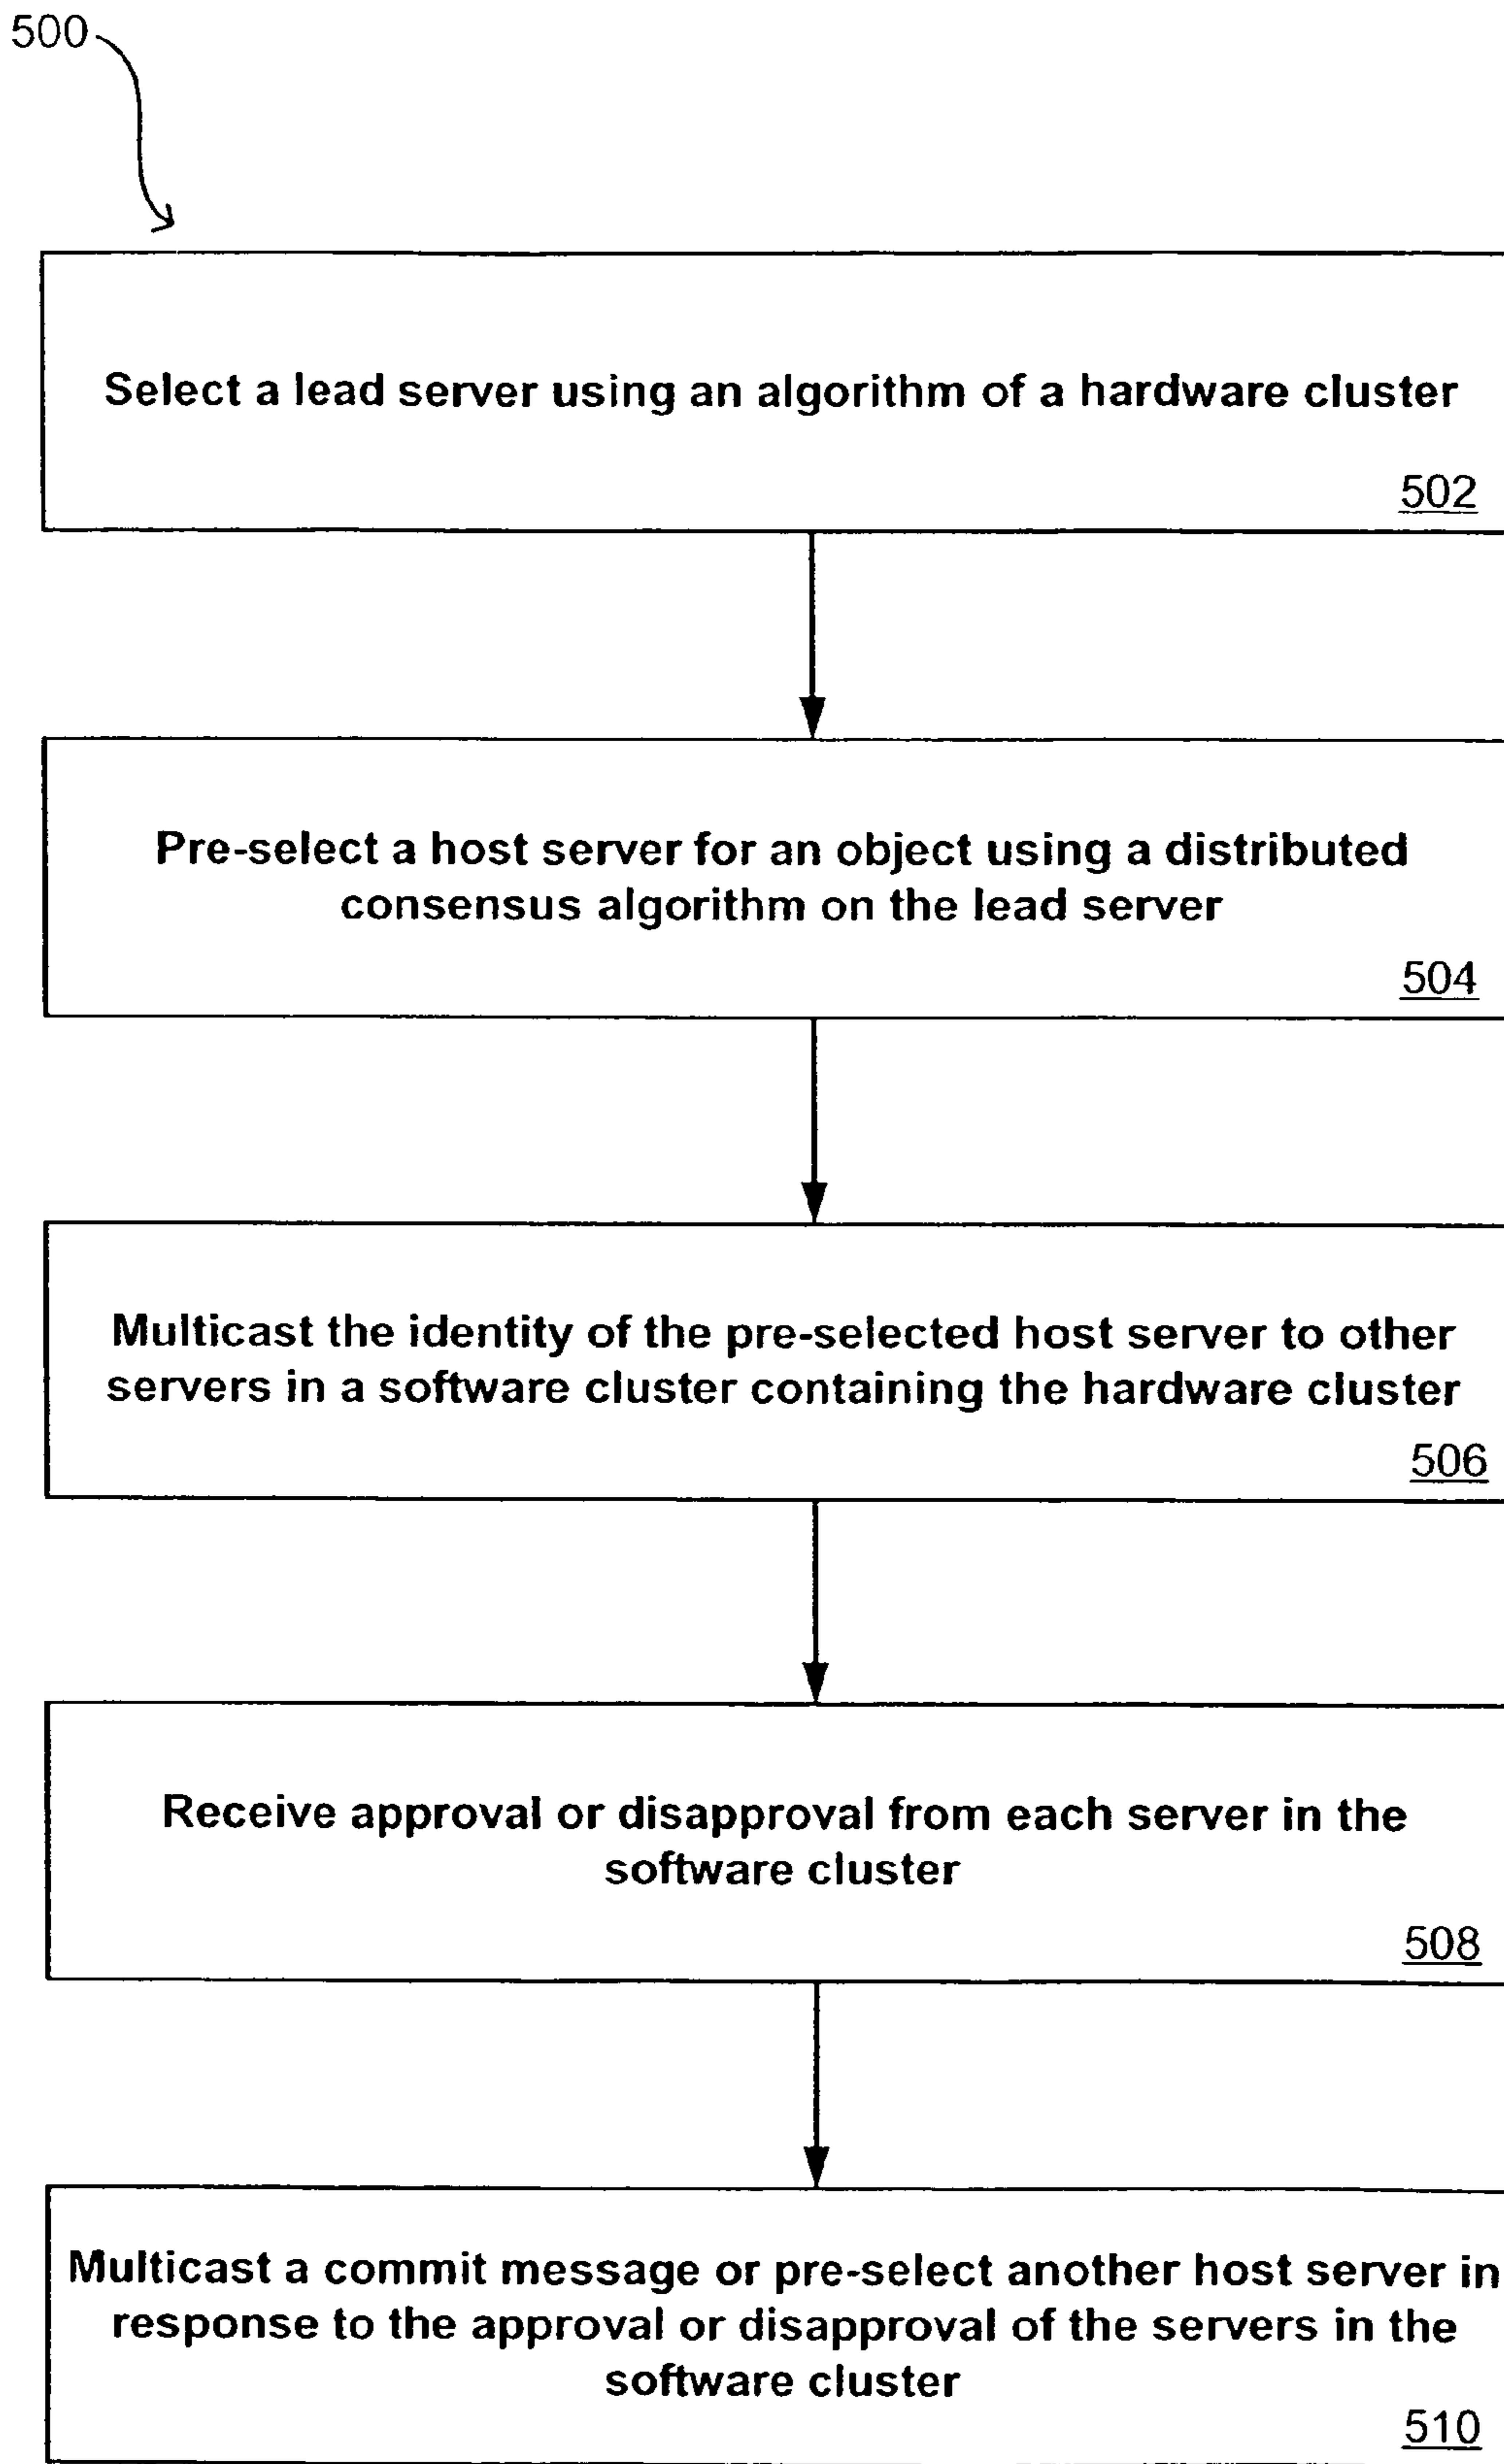 500
Select a lead server using an algorithm of a hardware cluster
502
Pre-select a host server for an object using a distributed
consensus algorithm on the lead server
504
Multicast the identity of the pre-selected host server to other
servers in a software cluster containing the hardware cluster
506
Receive approval or disapproval from each server in the
software cluster
508
Multicast a commit message or pre-select another host server in
response to the approval or disapproval of the servers in the
software cluster
510